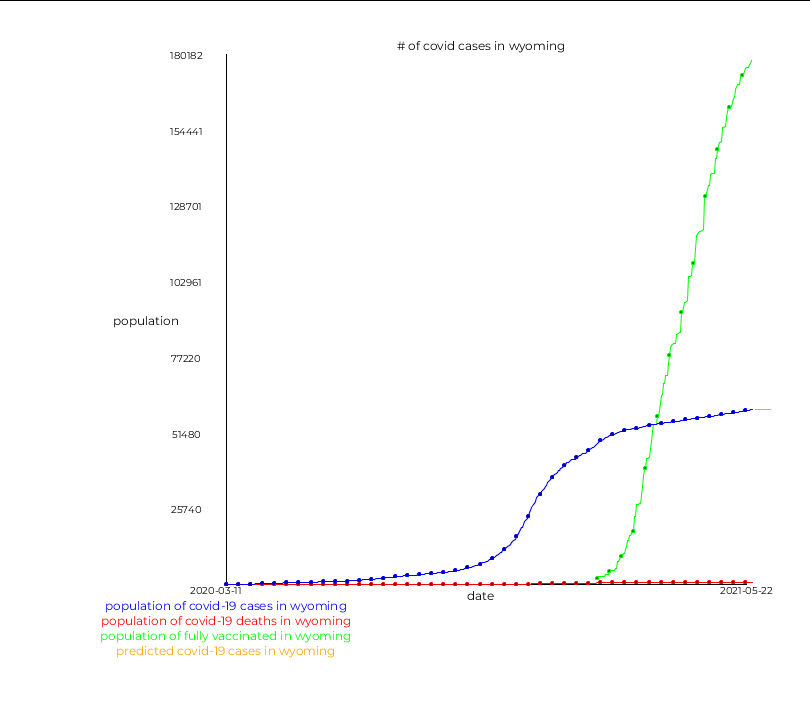 # of covid cases in wyoming
180182
154441
128701
102961
population
77220
51480
25740
2020-03-11
2021-05-22
date
population of covid-19 cases in wyoming
population of covid-19 deaths in wyoming
population of fully vaccinated in wyoming
predicted covid-19 cases in wyoming